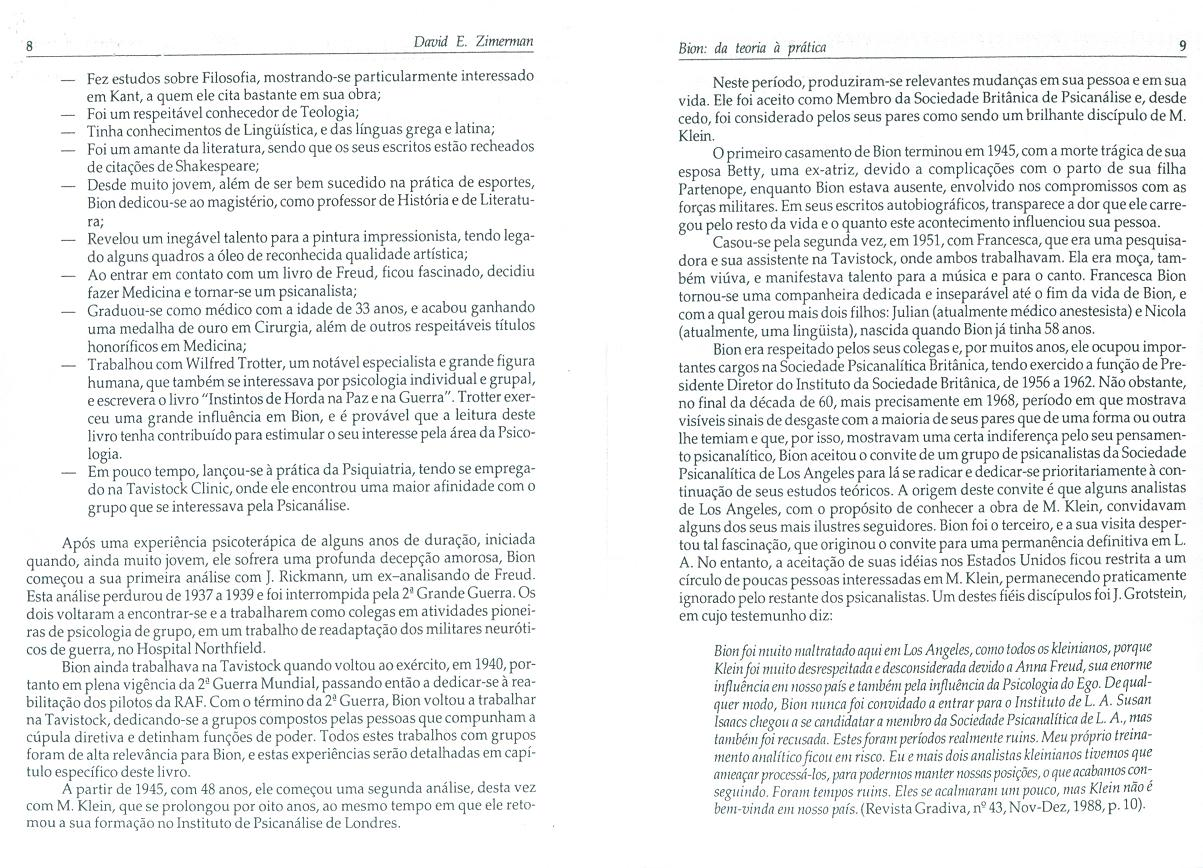 8
David E. Zimerman
— Fez estudos sobre Filosofia, mostrando-se particularmente interessado
em Kant, a quem ele cita bastante em sua obra;
— Foi um respeitável conhecedor de Teologia;
— Tinha conhecimentos de Lingüística, e das línguas grega e latina;
— Foi um amante da literatura, sendo que os seus escritos estão recheados
de citações de Shakespeare;
— Desde muito jovem, além de ser bem sucedido na prática de esportes,
Bion dedicou-se ao magistério, como professor de História e de Literatu-
ra;
— Revelou um inegável talento para a pintura impressionista, tendo lega-
do alguns quadros a óleo de reconhecida qualidade artística;
— Ao entrar em contato com um livro de Freud, ficou fascinado, decidiu
fazer Medicina e tornar-se um psicanalista;
— Graduou-se como médico com a idade de 33 anos, e acabou ganhando
uma medalha de ouro em Cirurgia, além de outros respeitáveis títulos
honoríficos em Medicina;
— Trabalhou com Wilfred Trotter, um notável especialista e grande figura
humana, que também se interessava por psicologia individual e grupal,
e escrevera o livro "Instintos de Horda na Paz e na Guerra". Trotter exer-
ceu uma grande influência em Bion, e é provável que a leitura deste
livro tenha contribuído para estimular o seu interesse pela área da Psico-
logia.
— Em pouco tempo, lançou-se à prática da Psiquiatria, tendo se emprega-
do na Tavistock Clinic, onde ele encontrou uma maior afinidade com o
grupo que se interessava pela Psicanálise.
Após uma experiência psicoterápica de alguns anos de duração, iniciada
quando, ainda muito jovem, ele sofrera uma profunda decepção amorosa, Bion
começou a sua primeira análise com J. Rickmann, um ex–analisando de Freud.
Esta análise perdurou de 1937 a 1939 e foi interrompida pela 2ª Grande Guerra. Os
dois voltaram a encontrar-se e a trabalharem como colegas em atividades pionei-
ras de psicologia de grupo, em um trabalho de readaptação dos militares neuróti-
cos de guerra, no Hospital Northfield.
Bion ainda trabalhava na Tavistock quando voltou ao exército, em 1940, por-
tanto em plena vigência da 2ª Guerra Mundial, passando então a dedicar-se à rea-
bilitação dos pilotos da RAF. Com o término da 2ª Guerra, Bion voltou a trabalhar
na Tavistock, dedicando-se a grupos compostos pelas pessoas que compunham a
cúpula diretiva e detinham funções de poder. Todos estes trabalhos com grupos
foram de alta relevância para Bion, e estas experiências serão detalhadas em capí-
tulo específico deste livro.
A partir de 1945, com 48 anos, ele começou uma segunda análise, desta vez
com M. Klein, que se prolongou por oito anos, ao mesmo tempo em que ele reto-
mou a sua formação no Instituto de Psicanálise de Londres.
Bion: da teoria à prática
9
Neste período, produziram-se relevantes mudanças em sua pessoa e em sua
vida. Ele foi aceito como Membro da Sociedade Britânica de Psicanálise e, desde
cedo, foi considerado pelos seus pares como sendo um brilhante discípulo de M.
Klein.
O primeiro casamento de Bion terminou em 1945, com a morte trágica de sua
esposa Betty, uma ex-atriz, devido a complicações com o parto de sua filha
Partenope, enquanto Bion estava ausente, envolvido nos compromissos com as
forças militares. Em seus escritos autobiográficos, transparece a dor que ele carre-
gou pelo resto da vida e o quanto este acontecimento influenciou sua pessoa.
Casou-se pela segunda vez, em 1951, com Francesca, que era uma pesquisa-
dora e sua assistente na Tavistock, onde ambos trabalhavam. Ela era moça, tam-
bém viúva, e manifestava talento para a música e para o canto. Francesca Bion
tornou-se uma companheira dedicada e inseparável até o fim da vida de Bion, e
com a qual gerou mais dois filhos: Julian (atualmente médico anestesista) e Nicola
(atualmente, uma lingüista), nascida quando Bion já tinha 58 anos.
Bion era respeitado pelos seus colegas e, por muitos anos, ele ocupou impor-
tantes cargos na Sociedade Psicanalítica Britânica, tendo exercido a função de Pre-
sidente Diretor do Instituto da Sociedade Britânica, de 1956 a 1962. Não obstante,
no final da década de 60, mais precisamente em 1968, período em que mostrava
visíveis sinais de desgaste com a maioria de seus pares que de uma forma ou outra
lhe temiam e que, por isso, mostravam uma certa indiferença pelo seu pensamen-
to psicanalítico, Bion aceitou o convite de um grupo de psicanalistas da Sociedade
Psicanalítica de Los Angeles para lá se radicar e dedicar-se prioritariamente à con-
tinuação de seus estudos teóricos. A origem deste convite é que alguns analistas
de Los Angeles, com o propósito de conhecer a obra de M. Klein, convidavam
alguns dos seus mais ilustres seguidores. Bion foi o terceiro, e a sua visita desper-
tou tal fascinação, que originou o convite para uma permanência definitiva em L.
A. No entanto, a aceitação de suas idéias nos Estados Unidos ficou restrita a um
círculo de poucas pessoas interessadas em M. Klein, permanecendo praticamente
ignorado pelo restante dos psicanalistas. Um destes fiéis discípulos foi J. Grotstein,
em cujo testemunho diz:
Bion foi muito maltratado aqui em Los Angeles, como todos os kleinianos, porque
Klein foi muito desrespeitada e desconsiderada devido a Anna Freud, sua enorme
influência em nosso país e também pela influência da Psicologia do Ego. De qual-
quer modo, Bion nunca foi convidado a entrar para o Instituto de L. A. Susan
Isaacs chegou a se candidatar a membro da Sociedade Psicanalítica de L. A., mas
também foi recusada. Estes foram períodos realmente ruins. Meu próprio treina-
mento analítico ficou em risco. Eu e mais dois analistas kleinianos tivemos que
ameaçar processá-los, para podermos manter nossas posições, o que acabamos con-
seguindo. Foram tempos ruins. Eles se acalmaram um pouco, mas Klein não é
bem-vinda em nosso país. (Revista Gradiva, nº 43, Nov-Dez, 1988, p. 10).